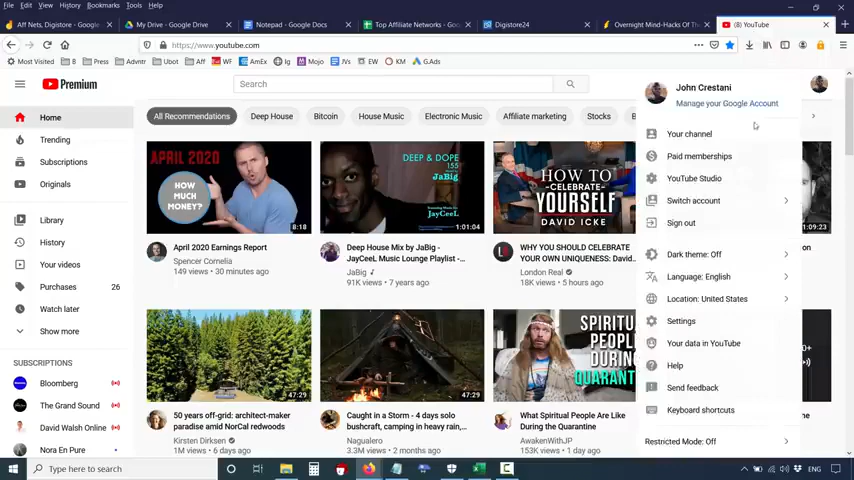 File Edit View History Bookmarks Tools Help
Aff Nets, Digistore - Google D
My Drive - Google Drive
Notepad - Google Docs
Top Affiliate Networks - Google
Digistore24
Overnight Mind-Hacks Of The
(8) YouTube
https://www.youtube.com
Most Visited
B
Press
Advntr
Ubot
Aff
WF
AmEx
Ig
Mojo
JVs
EW
KM
G.Ads
Premium
Search
John Crestani
Manage your Google Account
Home
Trending
Subscriptions
Originals
Library
History
Your videos
Purchases 26
Watch later
Show more
SUBSCRIPTIONS
Bloomberg
The Grand Sound
David Walsh Online
Nora En Pure
All Recommendations
Deep House
Bitcoin
House Music
Electronic Music
Affiliate marketing
Stocks
APRIL 2020
HOW
MUCH
MONEY?
8:18
April 2020 Earnings Report
Spencer Cornelia
149 views • 30 minutes ago
DEEP & DOPE
155
JaBig
JAYCEEL
1:01:04
Deep House Mix by JaBig -
JayCeeL Music Lounge Playlist -...
JaBig
91K views • 7 years ago
HOW TO
CELEBRATE
YOURSELF
DAVID ICKE
WHY YOU SHOULD CELEBRATE
YOUR OWN UNIQUENESS: David...
London Real
18K views • 5 hours ago
1:09:23
47:29
50 years off-grid: architect-maker
paradise amid NorCal redwoods
Kirsten Dirksen
1M views • 6 days ago
47:29
Caught in a Storm - 4 days solo
bushcraft, camping in heavy rain,...
Nagualero
3.3M views • 2 months ago
SPIRITUAL
PEOPLE
DURING
QUARANT
What Spiritual People Are Like
During the Quarantine
AwakenWithJP
153K views • 1 day ago
Your channel
Paid memberships
YouTube Studio
Switch account
Sign out
Dark theme: Off
Language: English
Location: United States
Settings
Your data in YouTube
Help
Send feedback
Keyboard shortcuts
Restricted Mode: Off
Type here to search
ENG